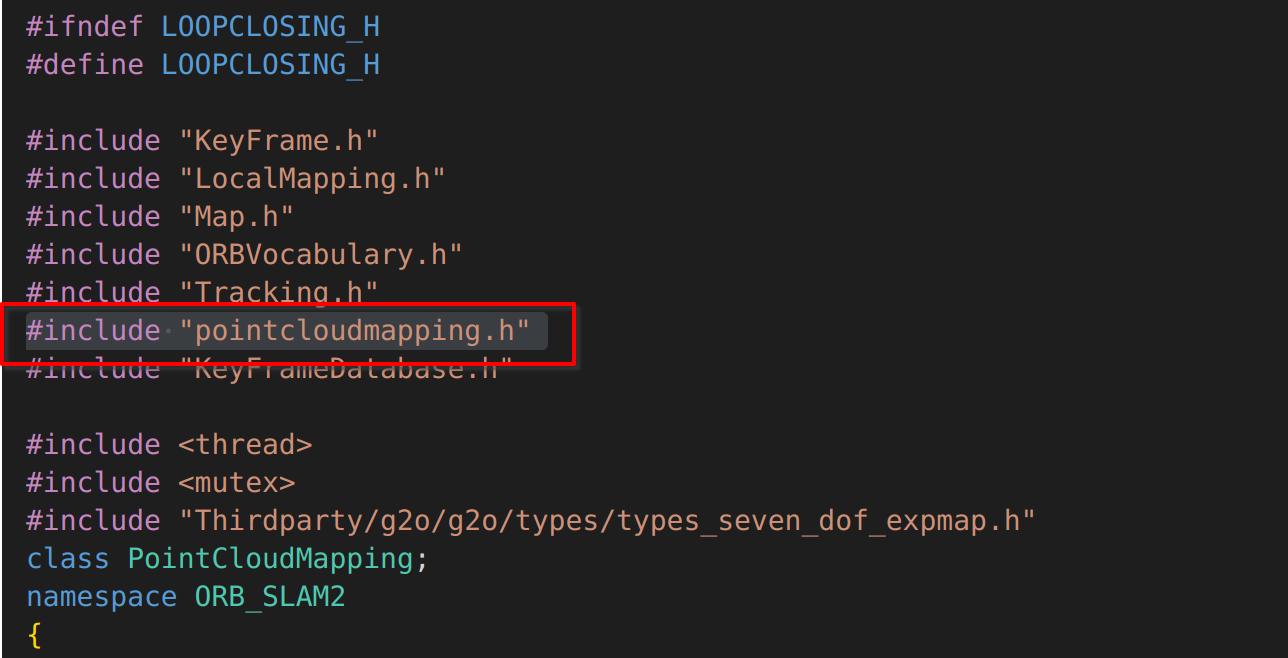 #ifndef LOOPCLOSING_H
#define LOOPCLOSING_H
#include "KeyFrame.h"
#include "LocalMapping.h"
#include "Map.h"
#include "ORBVocabulary.h"
#include "Tracking.h"
#include "pointcloudmapping.h"
#include "KeyFrameDatabase.h"
#include <thread>
#include <mutex>
#include "Thirdparty/g2o/g2o/types/types_seven_dof_expmap.h"
class PointCloudMapping;
namespace ORB_SLAM2
{